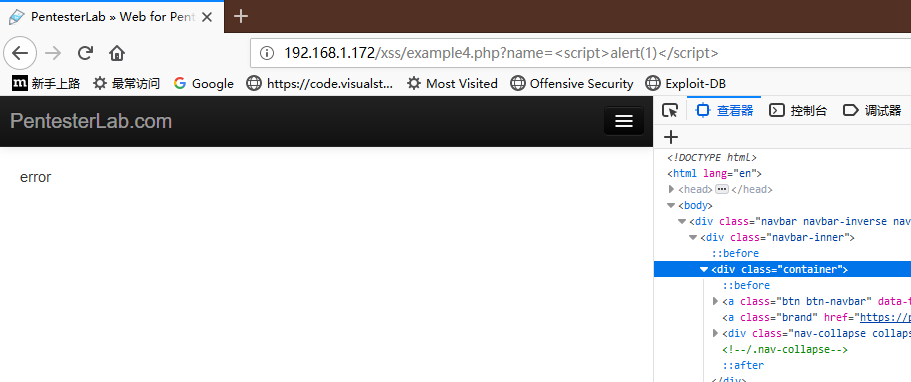 PentesterLab » Web for Pent
192.168.1.172/xss/example4.php?name=<script>alert(1)</script>
新手上路 最常访问 Google https://code.visualst... Most Visited Offensive Security Exploit-DB
PentesterLab.com
error
查看器 控制台 调试器
<!DOCTYPE html>
<html lang="en">
<head> </head>
<body>
<div class="navbar navbar-inverse nav
<div class="navbar-inner">
::before
<div class="container">
::before
<a class="btn btn-navbar" data-t
<a class="brand" href="https://p
<div class="nav-collapse collaps
<!--/.nav-collapse-->
::after
</div>